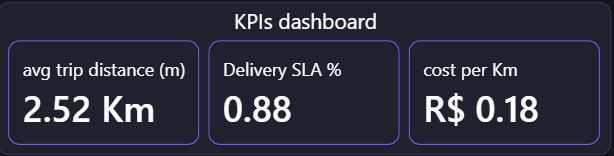 KPIs dashboard
avg trip distance (m)
2.52 Km
Delivery SLA %
0.88
cost per Km
R$ 0.18